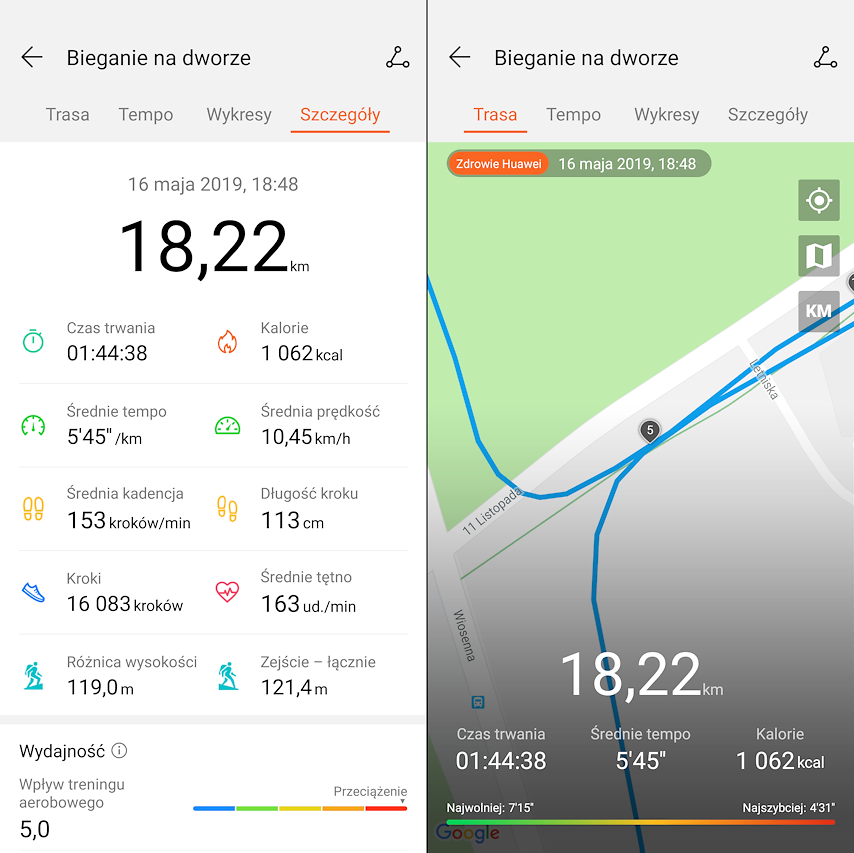 Bieganie na dworze
Trasa Tempo Wykresy Szczegóły
16 maja 2019, 18:48
18,22 km
Czas trwania Kalorie
01:44:38 1 062 kcal
Średnie tempo Średnia prędkość
5'45" /km 10,45 km/h
Średnia kadencja Długość kroku
153 kroków/min 113 cm
Kroki Średnie tętno
16 083 kroków 163 ud./min
Różnica wysokości Zejście – łącznie
119,0 m 121,4 m
Wydajność
Wpływ treningu
aerobowego
Przeciążenie
5,0
Bieganie na dworze
Trasa Tempo Wykresy Szczegóły
Zdrowie Huawei 16 maja 2019, 18:48
KM
Letniska
5
11 Listopada
Wiosenna
18,22 km
Czas trwania Średnie tempo Kalorie
01:44:38 5'45" 1 062 kcal
Najwolniej: 7'15" Najszybciej: 4'31"
Google